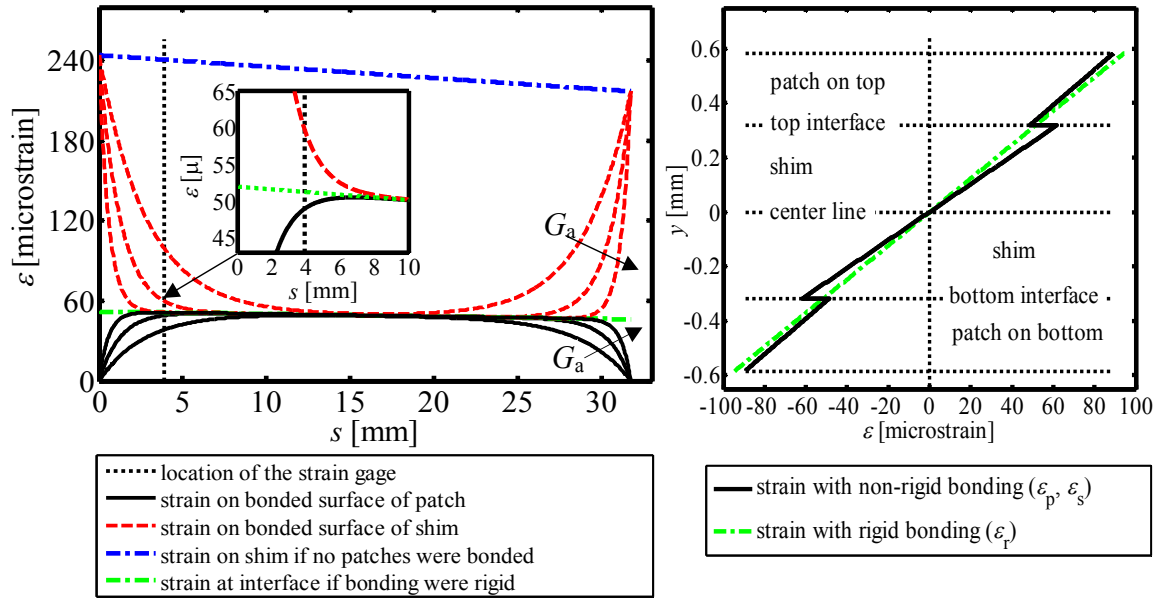 240
180
120
60
0
ε [microstrain]
0
5
10
15
20
25
30
s [mm]
65
60
55
50
45
ε [µ]
0
2
4
6
8
10
s [mm]
Ga
Ga
location of the strain gage
strain on bonded surface of patch
strain on bonded surface of shim
strain on shim if no patches were bonded
strain at interface if bonding were rigid
0.6
0.4
0.2
0
-0.2
-0.4
-0.6
y [mm]
patch on top
top interface
shim
center line
shim
bottom interface
patch on bottom
-100
-80
-60
-40
-20
0
20
40
60
80
100
ε [microstrain]
strain with non-rigid bonding (εp, εs)
strain with rigid bonding (εr)